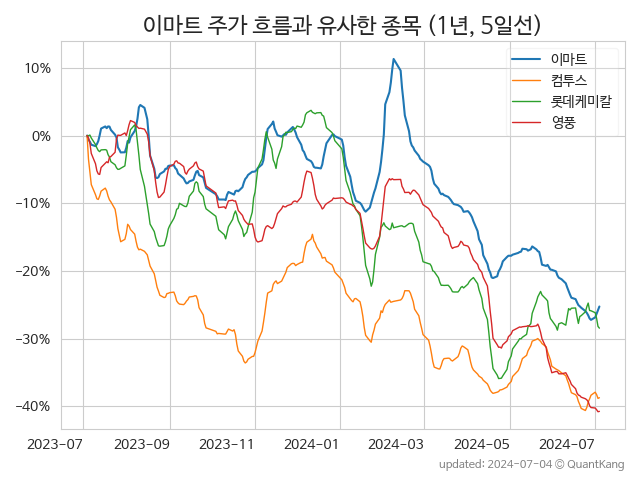 이마트 주가 흐름과 유사한 종목 (1년, 5일선)
이마트
컴투스
롯데케미칼
영풍
10%
0%
−10%
−20%
−30%
−40%
2023-07 2023-09 2023-11 2024-01 2024-03 2024-05 2024-07
updated: 2024-07-04 © QuantKang